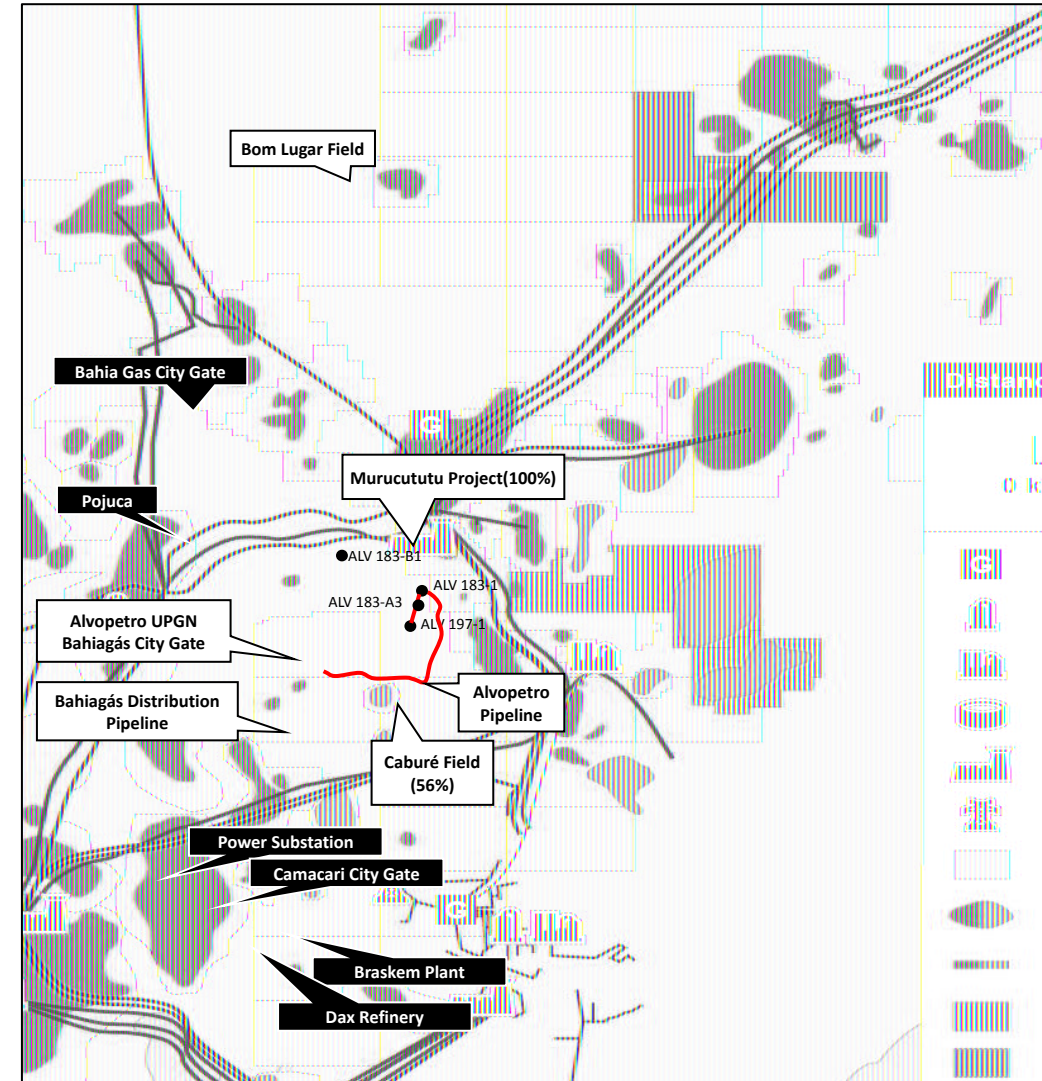 Bom Lugar Field
Bahia Gas City Gate
G
Murucututu Project(100%)
Pojuca
ALV 183-B1
ALV 183-1
ALV 183-A3
ALV 197-1
Alvopetro UPGN
Bahiagás City Gate
Bahiagás Distribution
Pipeline
Alvopetro
Pipeline
Caburé Field
(56%)
Power Substation
Camacari City Gate
G
Braskem Plant
Dax Refinery
G